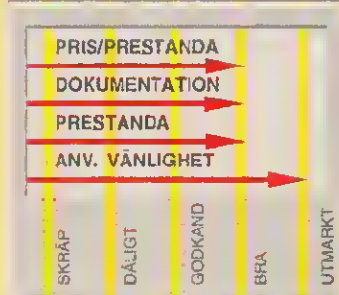 PRIS/PRESTANDA
DOKUMENTATION
PRESTANDA
ANV. VÄNLIGHET
SKRÄP
DÅLIGT
GODKÄND
BRA
UTMÄRKT